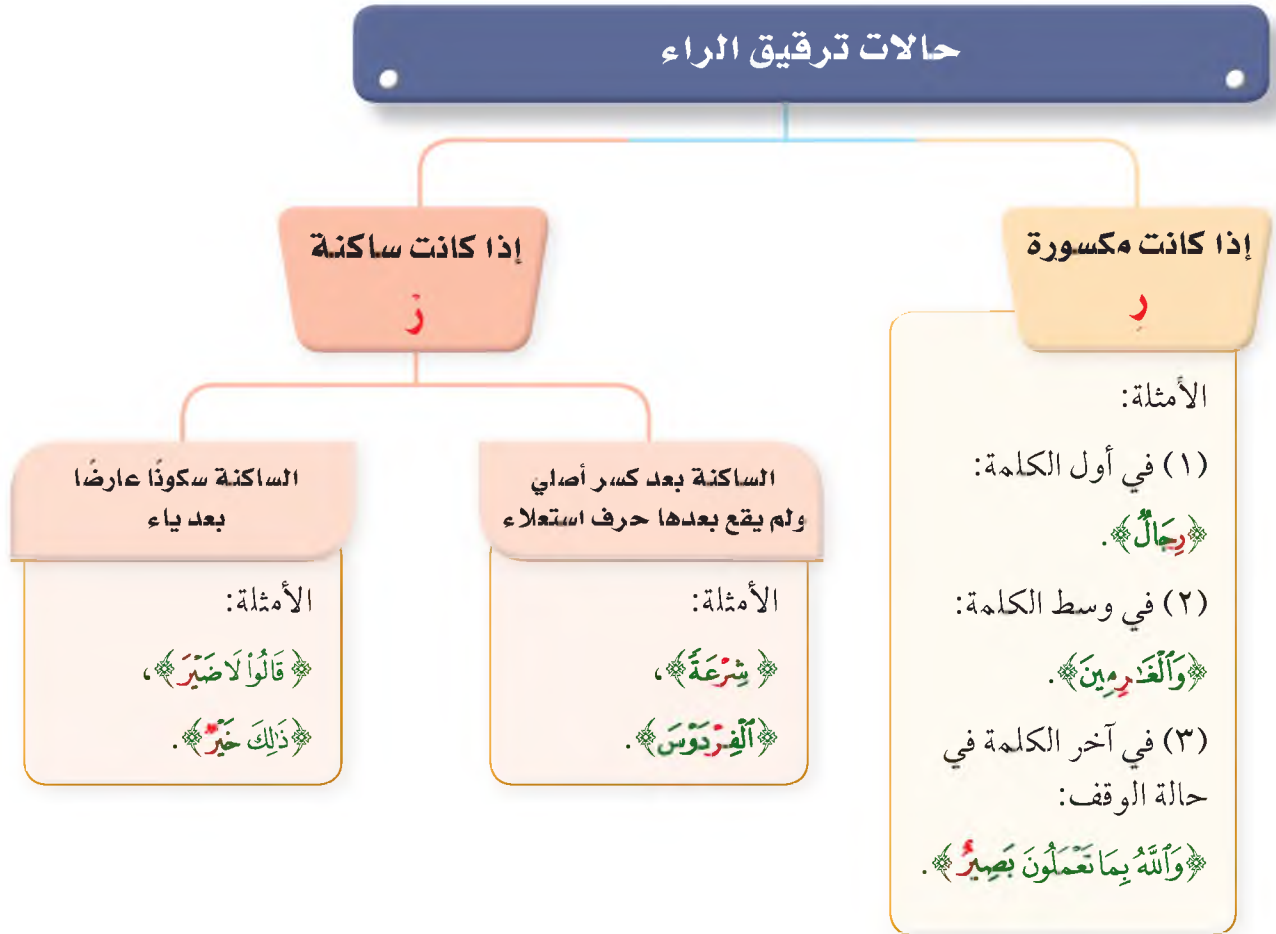 حالات ترقيق الراء
إذا كانت مكسورة
رِ
الأمثلة:
(١) في أول الكلمة:
﴿رِجَالٌ﴾.
(٢) في وسط الكلمة:
﴿وَٱلْغَٰرِمِينَ﴾.
(٣) في آخر الكلمة في
حالة الوقف:
﴿وَٱللَّهُ بِمَا تَعْمَلُونَ بَصِيرٌ﴾.
إذا كانت ساكنة
رْ
الساكنة بعد كسر أصلي
ولم يقع بعدها حرف استعلاء
الأمثلة:
﴿شِرْعَةً﴾،
﴿ٱلْفِرْدَوْسَ﴾.
الساكنة سكونًا عارضًا
بعد ياء
الأمثلة:
﴿قَالُوا۟ لَا ضَيْرَ﴾،
﴿ذَٰلِكَ خَيْرٌ﴾.